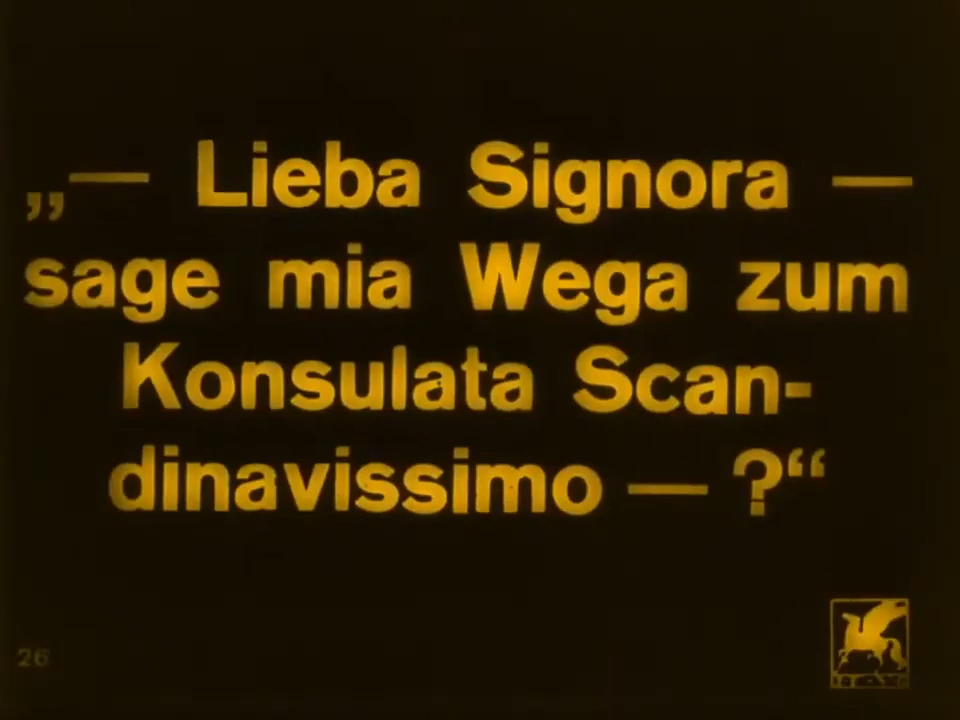 „— Lieba Signora —
sage mia Wega zum
Konsulata Scan-
dinavissimo — ?“
26